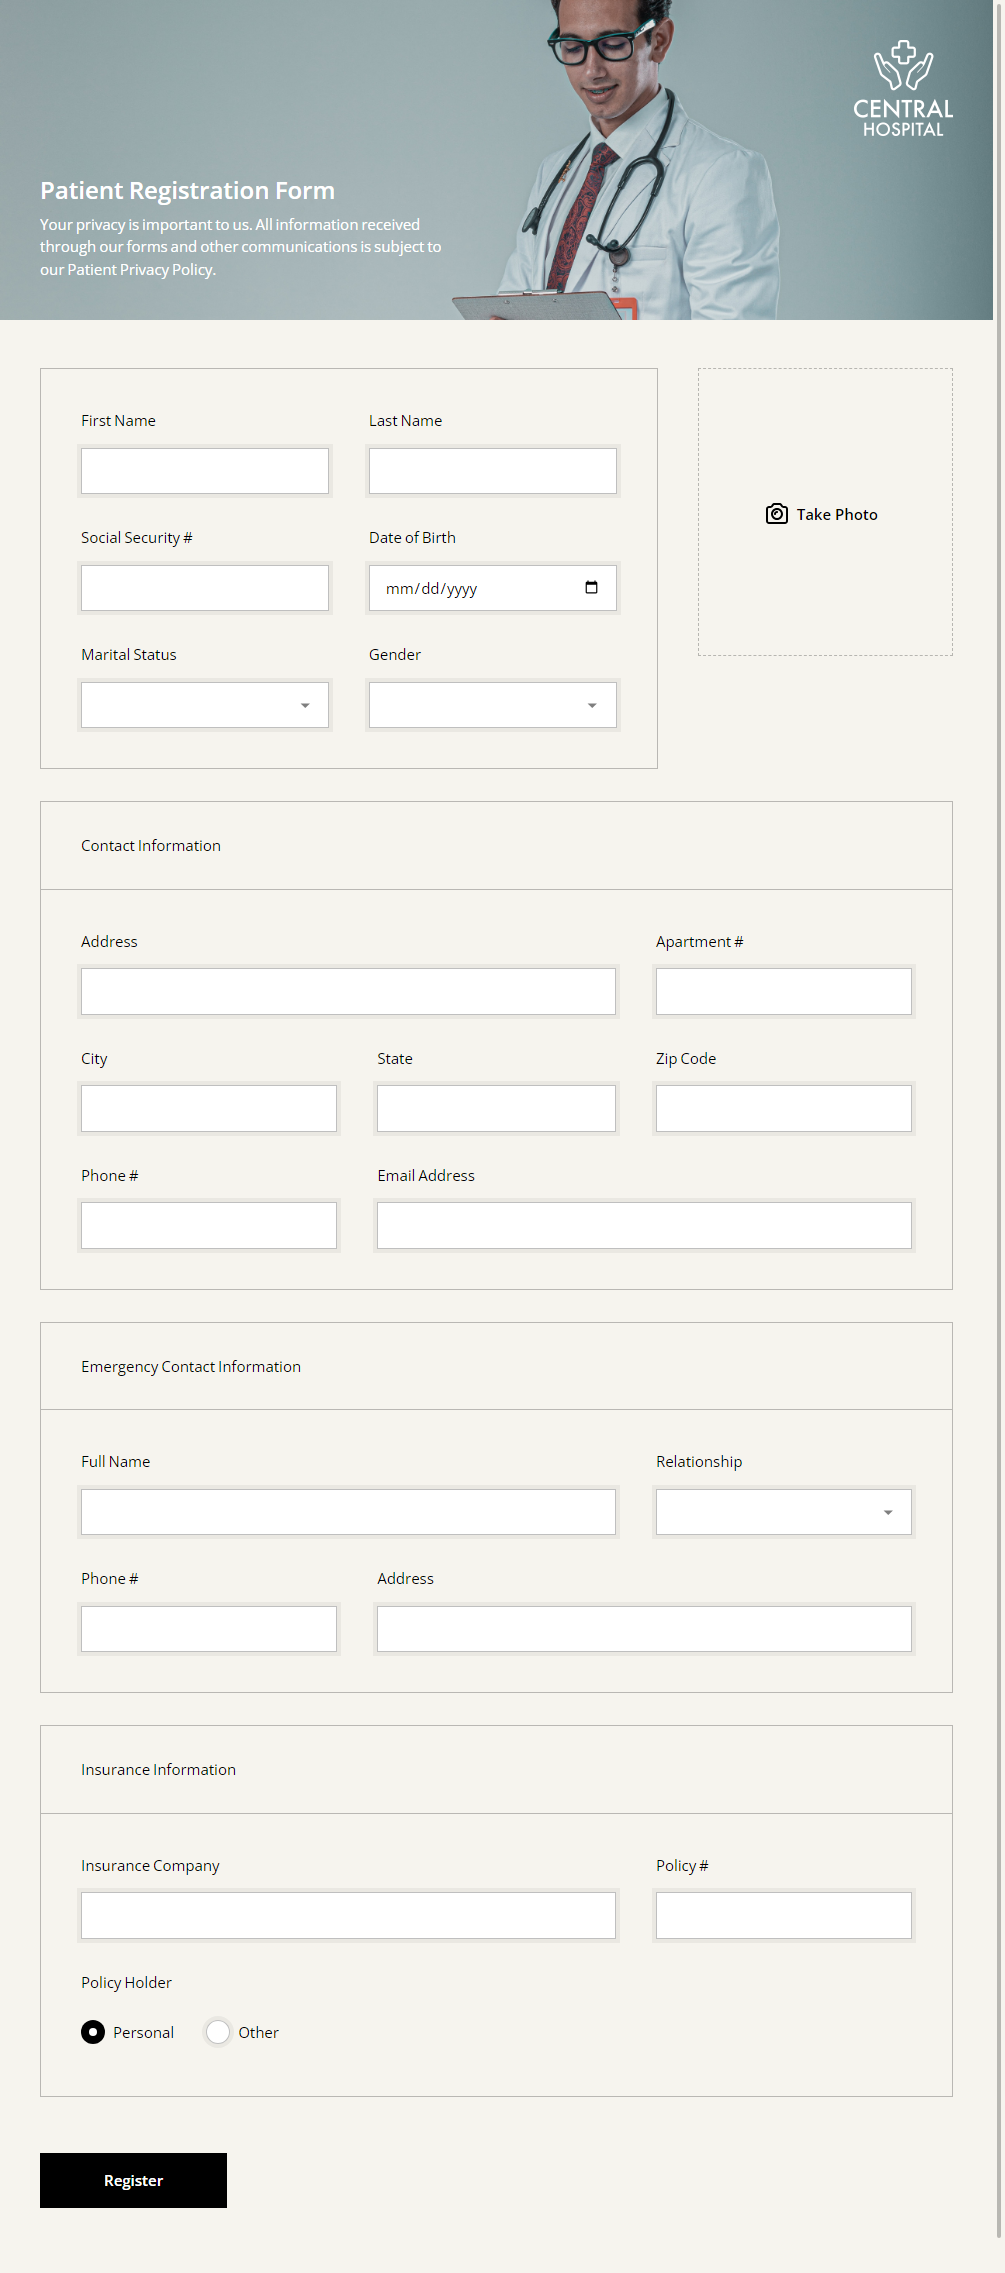 CENTRAL
HOSPITAL
Patient Registration Form
Your privacy is important to us. All information received
through our forms and other communications is subject to
our Patient Privacy Policy.
First Name
Last Name
Take Photo
Social Security #
Date of Birth
mm/dd/yyyy
Marital Status
Gender
Contact Information
Address
Apartment #
City
State
Zip Code
Phone #
Email Address
Emergency Contact Information
Full Name
Relationship
Phone #
Address
Insurance Information
Insurance Company
Policy #
Policy Holder
Personal
Other
Register